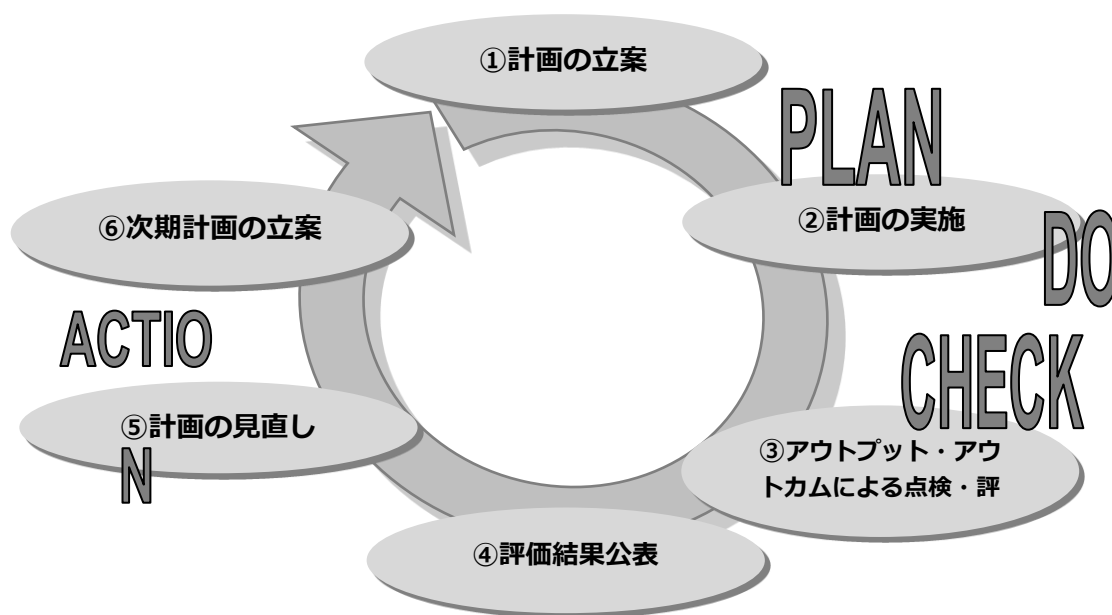 ①計画の立案
PLAN
②計画の実施
DO
CHECK
③アウトプット・アウ
トカムによる点検・評
④評価結果公表
⑤計画の見直し
ACTIO
N
⑥次期計画の立案